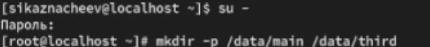 [sikaznacheev@localhost ~]$ su -
Пароль:
[root@localhost ~]# mkdir -p /data/main /data/third